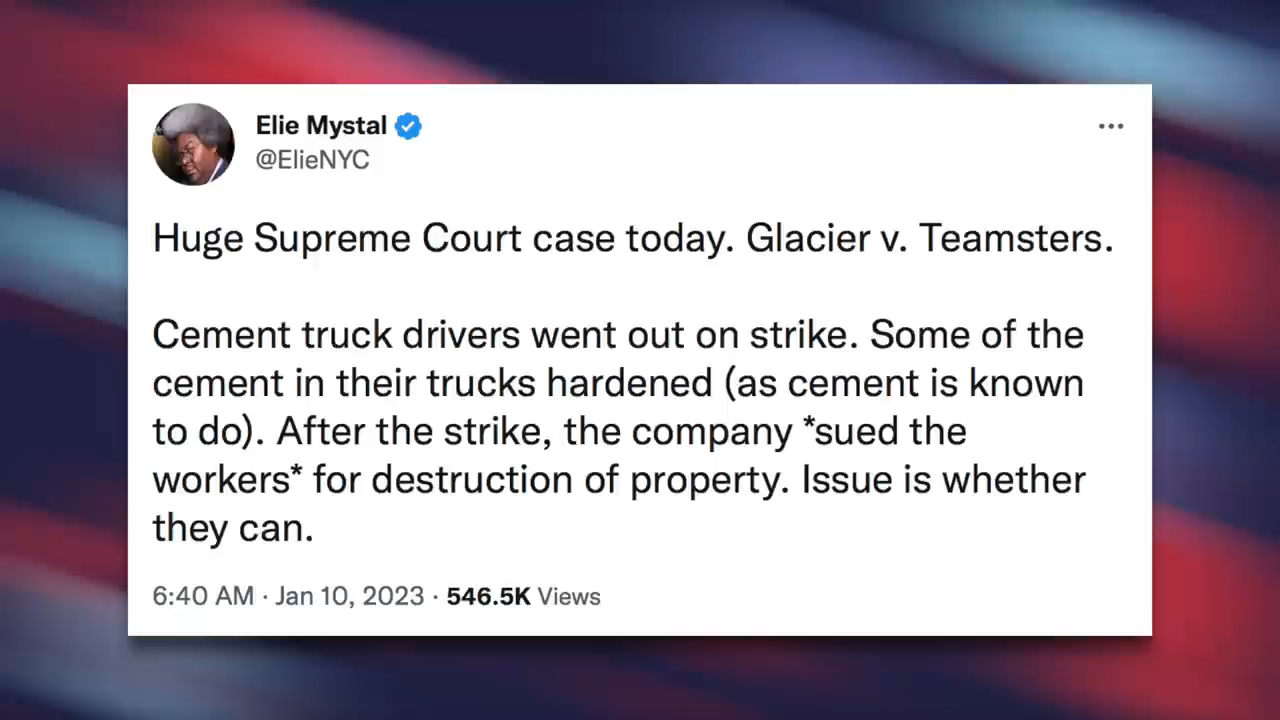 Elie Mystal
@ElieNYC
Huge Supreme Court case today. Glacier v. Teamsters.
Cement truck drivers went out on strike. Some of the
cement in their trucks hardened (as cement is known
to do). After the strike, the company *sued the
workers* for destruction of property. Issue is whether
they can.
6:40 AM · Jan 10, 2023 · 546.5K Views